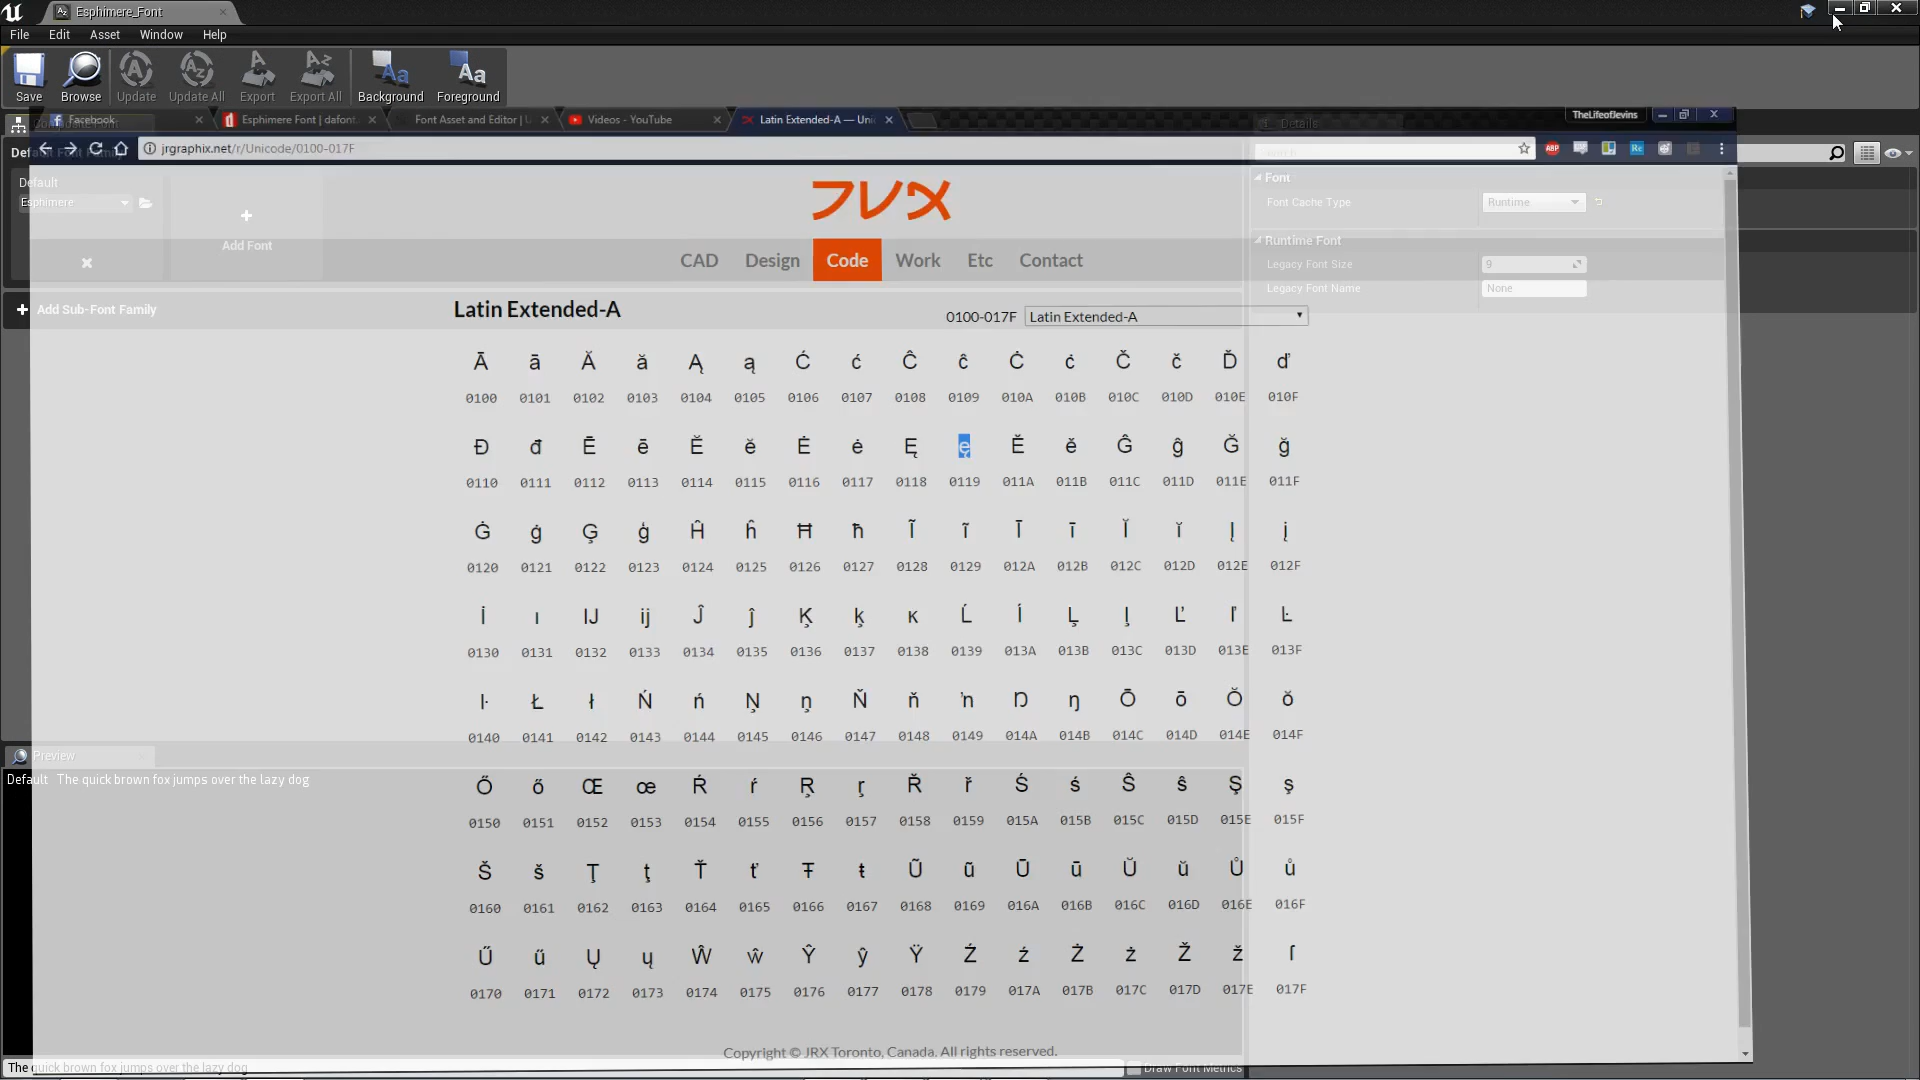 Esphimere_Font
File Edit Asset Window Help
Save Browse Update Update All Export Export All Background Foreground
Facebook Esphimere Font | dafont Font Asset and Editor | U Videos - YouTube Latin Extended-A — Uni TheLifeofJevins
Details
jrgraphix.net/r/Unicode/0100-017F
Default
Esphimere
Add Font
Add Sub-Font Family
Font
Font Cache Type Runtime
Runtime Font
Legacy Font Size 9
Legacy Font Name None
CAD Design Code Work Etc Contact
Latin Extended-A
0100-017F Latin Extended-A
Ā ā Ă ă Ą ą Ć ć Ĉ ĉ Ċ ċ Č č Ď ď
0100 0101 0102 0103 0104 0105 0106 0107 0108 0109 010A 010B 010C 010D 010E 010F
Đ đ Ē ē Ĕ ĕ Ė ė Ę ę Ě ě Ĝ ĝ Ğ ğ
0110 0111 0112 0113 0114 0115 0116 0117 0118 0119 011A 011B 011C 011D 011E 011F
Ġ ġ Ģ ģ Ĥ ĥ Ħ ħ Ĩ ĩ Ī ī Ĭ ĭ Į į
0120 0121 0122 0123 0124 0125 0126 0127 0128 0129 012A 012B 012C 012D 012E 012F
İ ı Ĳ ĳ Ĵ ĵ Ķ ķ ĸ Ĺ ĺ Ļ ļ Ľ ľ Ŀ
0130 0131 0132 0133 0134 0135 0136 0137 0138 0139 013A 013B 013C 013D 013E 013F
ŀ Ł ł Ń ń Ņ ņ Ň ň ŉ Ŋ ŋ Ō ō Ŏ ŏ
0140 0141 0142 0143 0144 0145 0146 0147 0148 0149 014A 014B 014C 014D 014E 014F
Preview
Default The quick brown fox jumps over the lazy dog
Ő ő Œ œ Ŕ ŕ Ŗ ŗ Ř ř Ś ś Ŝ ŝ Ş ş
0150 0151 0152 0153 0154 0155 0156 0157 0158 0159 015A 015B 015C 015D 015E 015F
Š š Ţ ţ Ť ť Ŧ ŧ Ũ ũ Ū ū Ŭ ŭ Ů ů
0160 0161 0162 0163 0164 0165 0166 0167 0168 0169 016A 016B 016C 016D 016E 016F
Ű ű Ų ų Ŵ ŵ Ŷ ŷ Ÿ Ź ź Ż ż Ž ž ſ
0170 0171 0172 0173 0174 0175 0176 0177 0178 0179 017A 017B 017C 017D 017E 017F
Copyright © JRX Toronto, Canada. All rights reserved.
The quick brown fox jumps over the lazy dog Draw Font Metrics